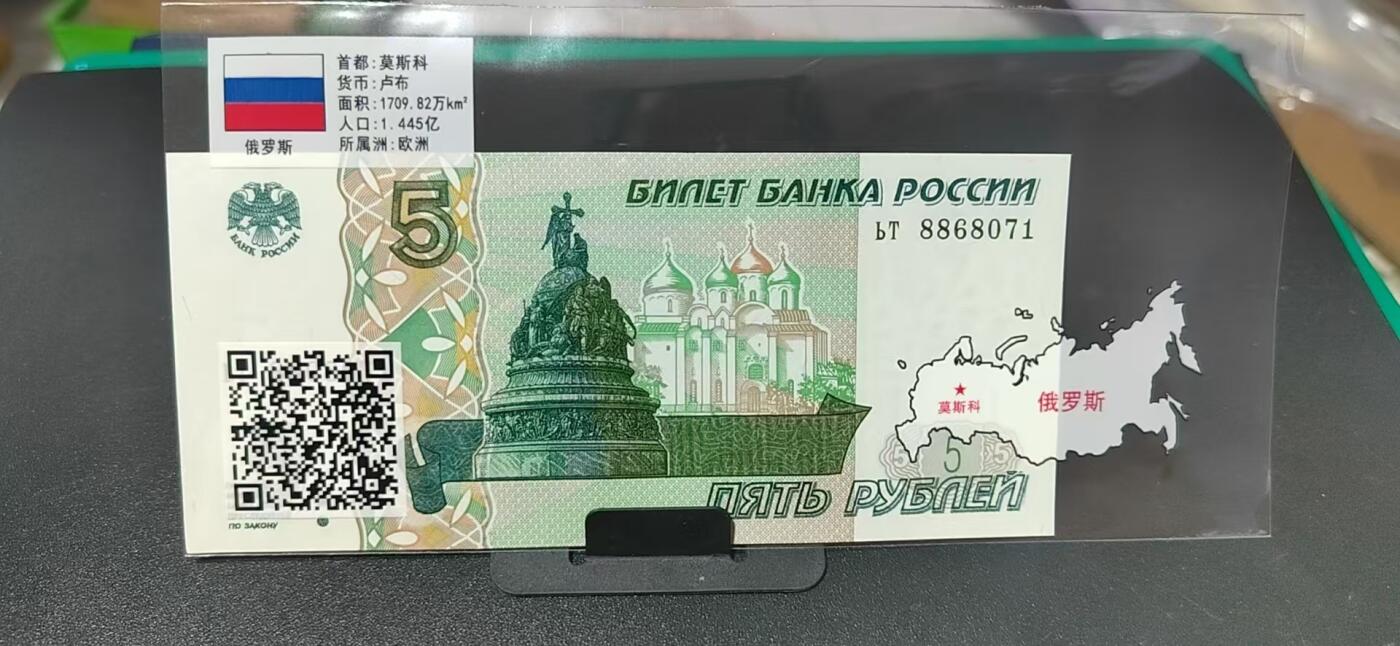 首都:莫斯科
货币:卢布
面积:1709.82万km²
人口:1.445亿
所属洲:欧洲
俄罗斯
БАНК РОССИИ
5
БИЛЕТ БАНКА РОССИИ
ЬТ 8868071
莫斯科
俄罗斯
5 5 5
ПЯТЬ РУБЛЕЙ
ПО ЗАКОНУ